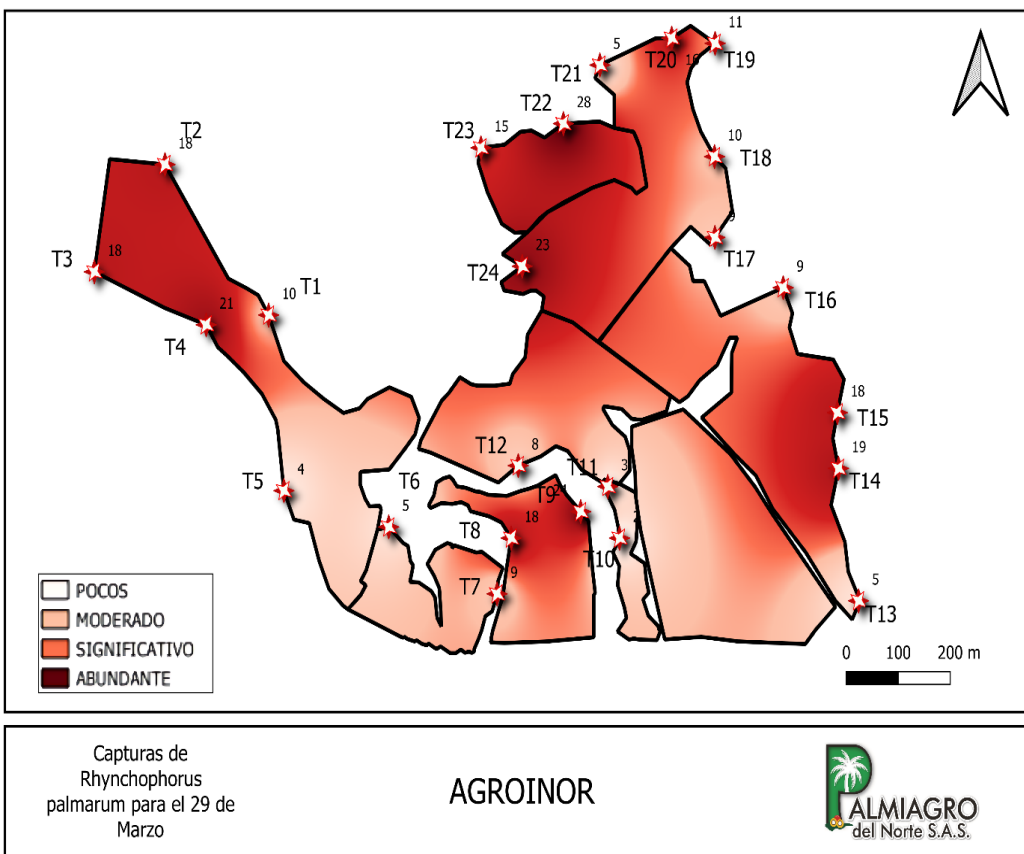 11
5
T20
16
T19
T21
28
T22
15
T23
10
T18
T2
18
9
T17
23
T24
T3
18
9
T16
21
10
T1
T4
18
T15
T12
8
19
T14
T11
3
T5
4
T6
5
T9
21
18
T8
2
T10
T7
9
5
T13
POCOS
MODERADO
SIGNIFICATIVO
ABUNDANTE
0 100 200 m
Capturas de
Rhynchophorus
palmarum para el 29 de
Marzo
AGROINOR
PALMIAGRO
del Norte S.A.S.